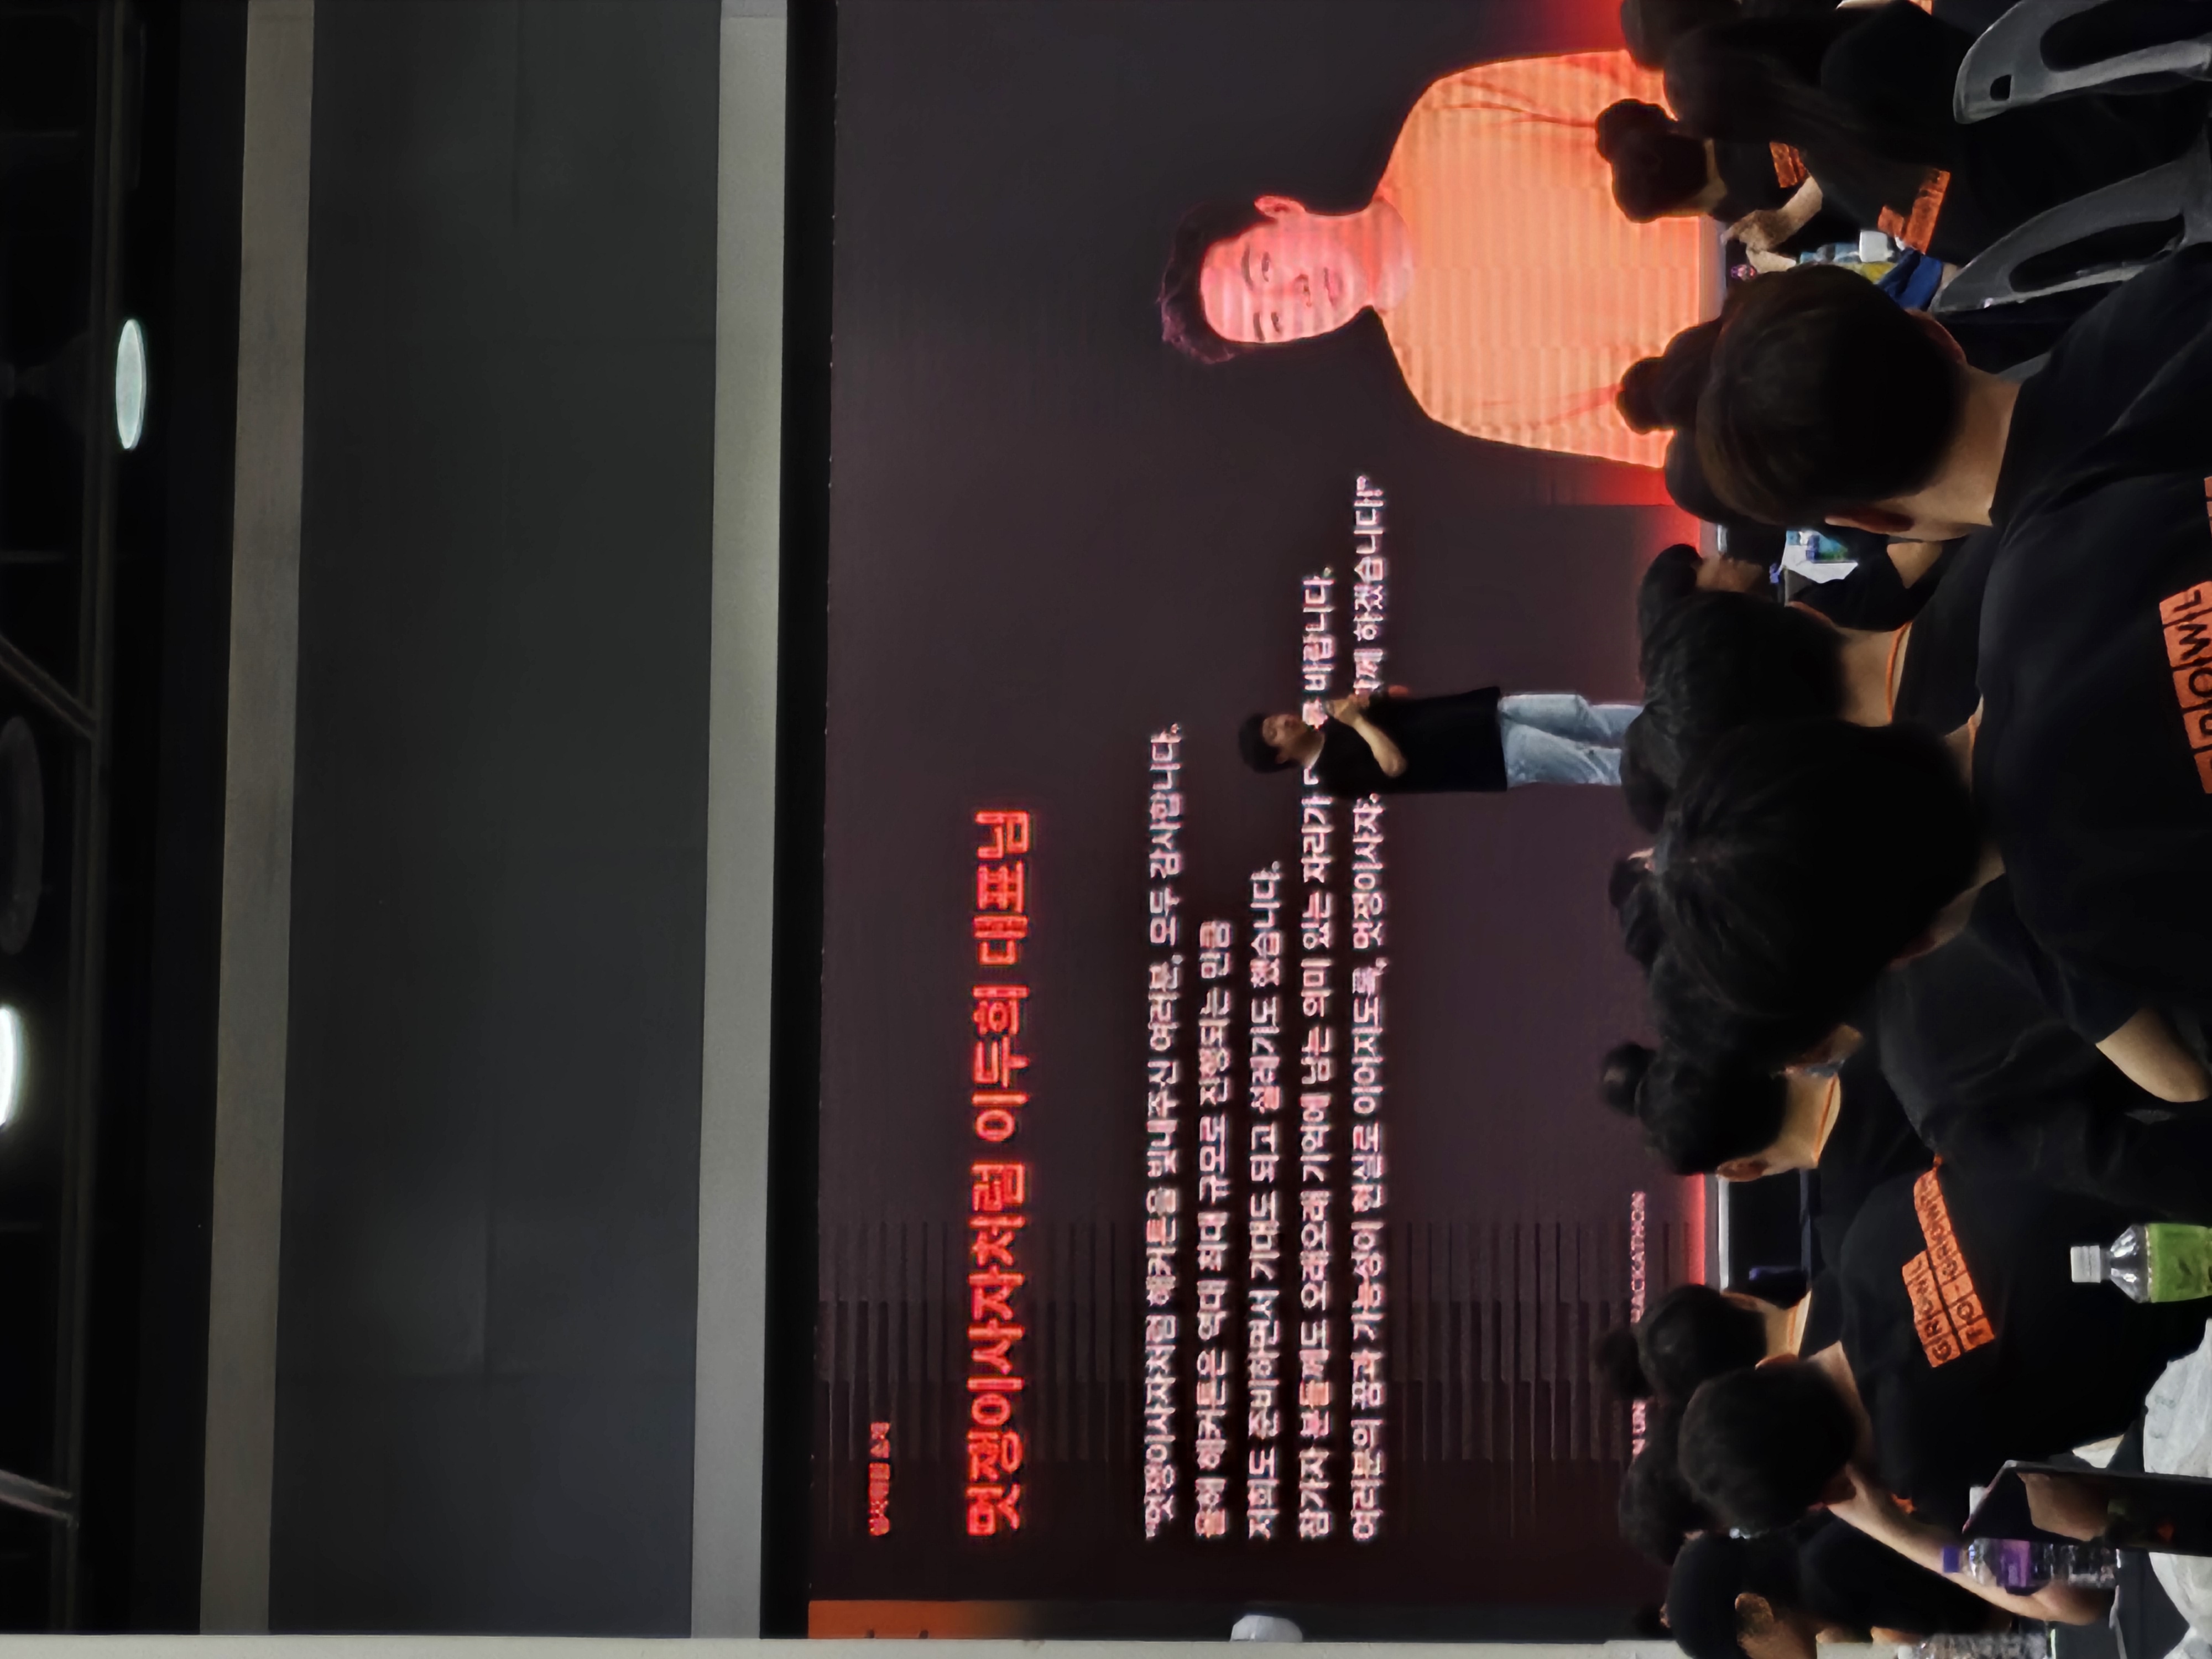 심사위원 소개
멋쟁이사자처럼 이두희 대표님
"멋쟁이사자처럼 해커톤을 빛내주신 여러분, 모두 감사합니다.
올해 해커톤은 역대 최대 규모로 진행되는 만큼
저희도 준비하면서 기대도 되고 설레기도 했습니다.
참가자 분들께도 오래오래 기억에 남는 의미 있는 자리가 바랍니다.
여러분의 꿈과 가능성이 현실로 이어지도록, 멋쟁이사자 하겠습니다!"
HACKATHON
GROWL
TO-GROWTH
GROWL